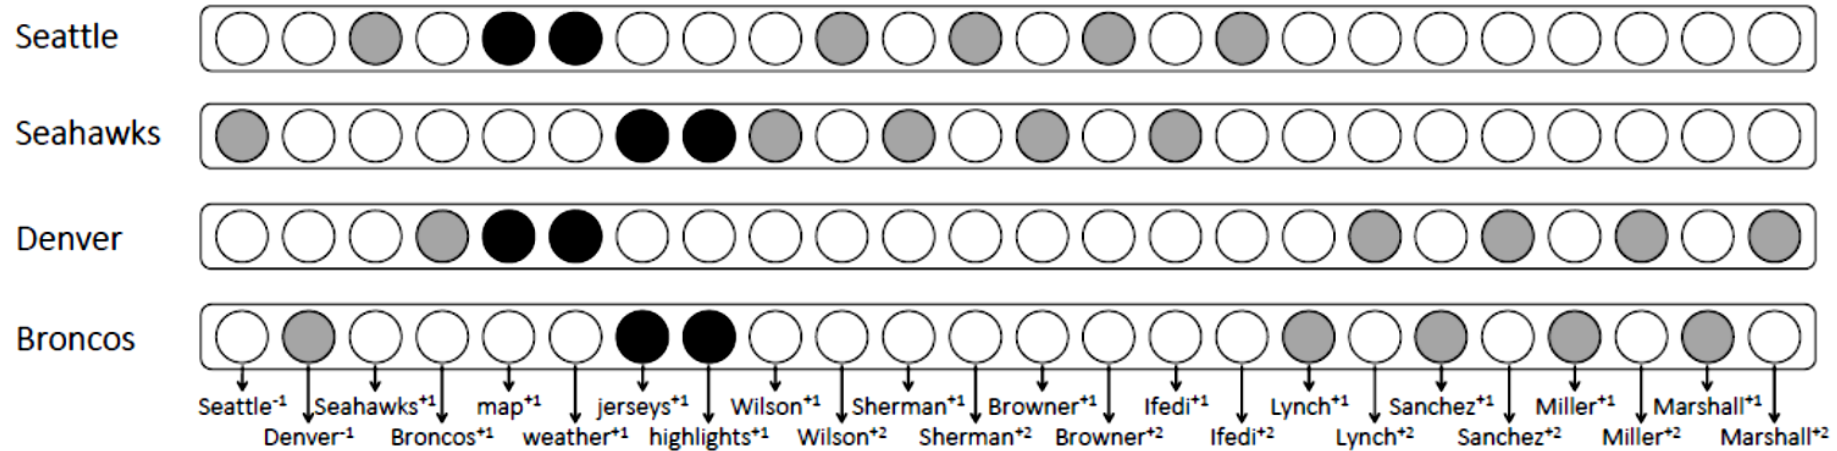 Seattle
Seahawks
Denver
Broncos
Seattle⁻¹ Seahawks⁺¹ map⁺¹ jerseys⁺¹ Wilson⁺¹ Sherman⁺¹ Browner⁺¹ Ifedi⁺¹ Lynch⁺¹ Sanchez⁺¹ Miller⁺¹ Marshall⁺¹
Denver⁻¹ Broncos⁺¹ weather⁺¹ highlights⁺¹ Wilson⁺² Sherman⁺² Browner⁺² Ifedi⁺² Lynch⁺² Sanchez⁺² Miller⁺² Marshall⁺²